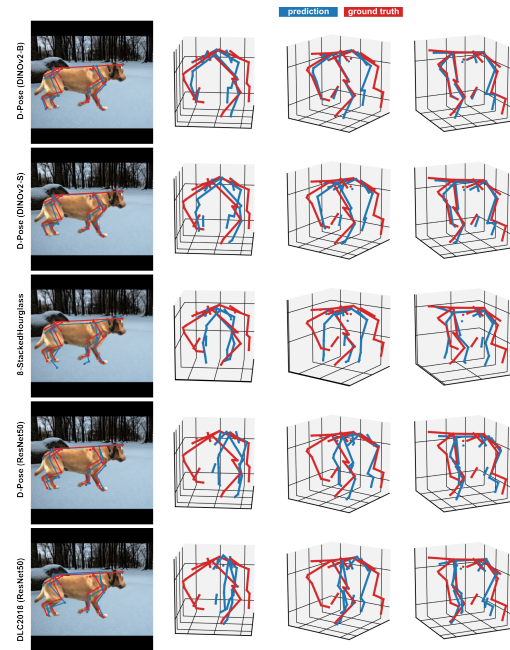 prediction
ground truth
D-Pose (DINOv2-B)
D-Pose (DINOv2-S)
8-StackedHourglass
D-Pose (ResNet50)
DLC2018 (ResNet50)